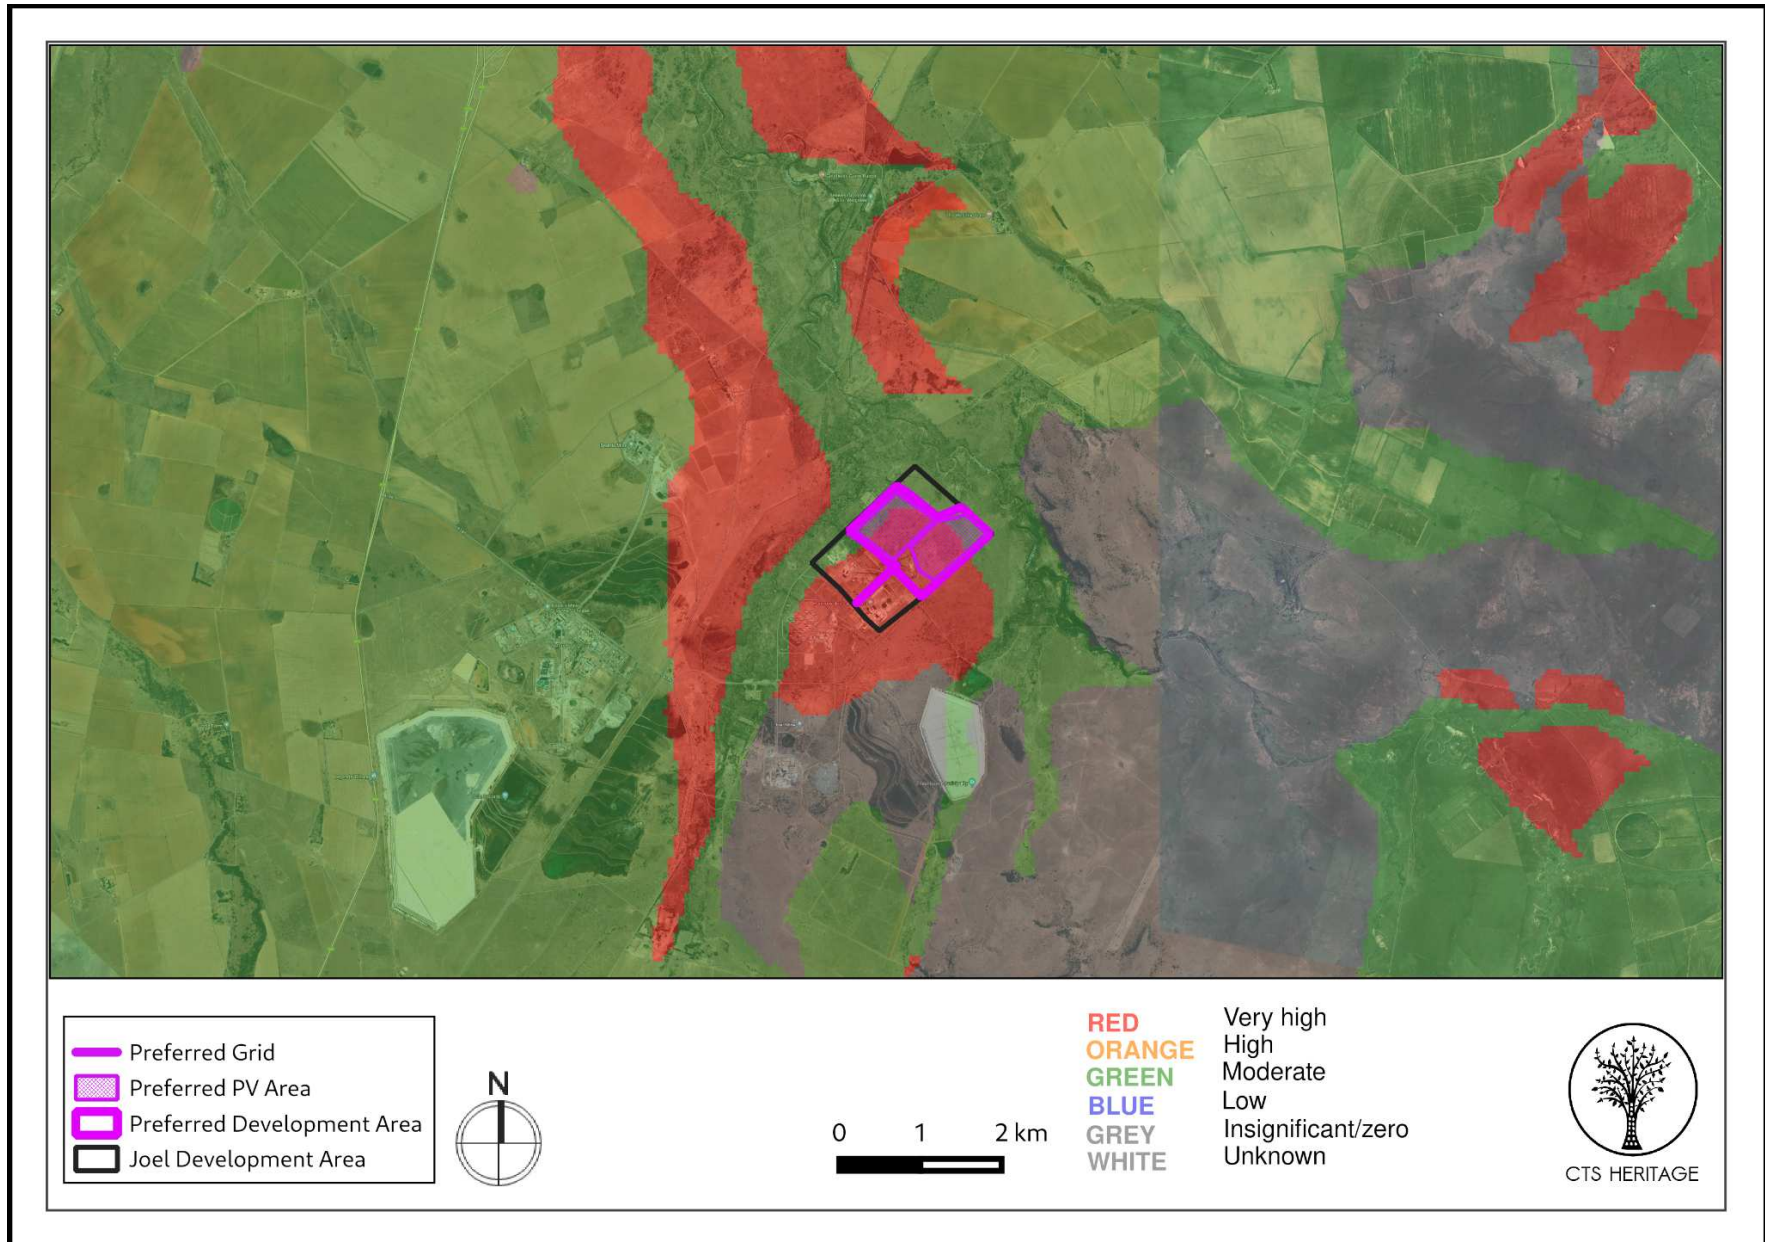 Preferred Grid
Preferred PV Area
Preferred Development Area
Joel Development Area
N
0 1 2 km
RED Very high
ORANGE High
GREEN Moderate
BLUE Low
GREY Insignificant/zero
WHITE Unknown
CTS HERITAGE